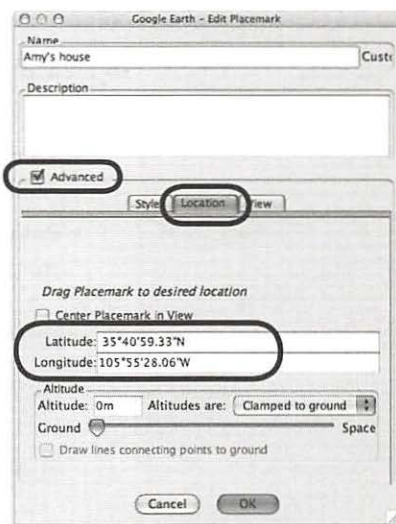 Google Earth – Edit Placemark
Name
Amy's house
Description
Advanced
Style Location View
Drag Placemark to desired location
Center Placemark in View
Latitude: 35°40'59.33"N
Longitude: 105°55'28.06"W
Altitude
Altitude: 0m Altitudes are: Clamped to ground
Ground Space
Draw lines connecting points to ground
Cancel OK